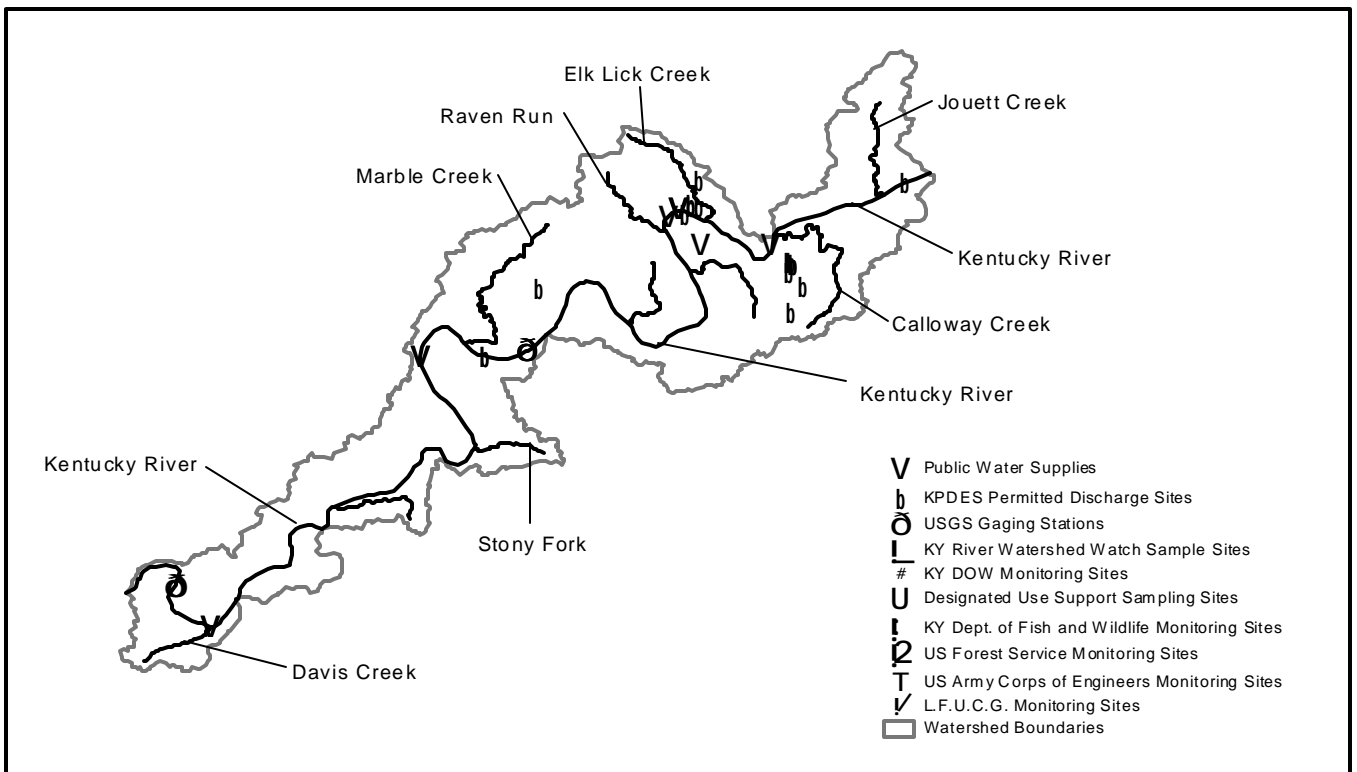 Elk Lick Creek
Jouett Creek
Raven Run
Marble Creek
Kentucky River
Calloway Creek
Kentucky River
Kentucky River
Stony Fork
Davis Creek
V Public Water Supplies
b KPDES Permitted Discharge Sites
ð USGS Gaging Stations
KY River Watershed Watch Sample Sites
# KY DOW Monitoring Sites
U Designated Use Support Sampling Sites
KY Dept. of Fish and Wildlife Monitoring Sites
US Forest Service Monitoring Sites
T US Army Corps of Engineers Monitoring Sites
L.F.U.C.G. Monitoring Sites
Watershed Boundaries